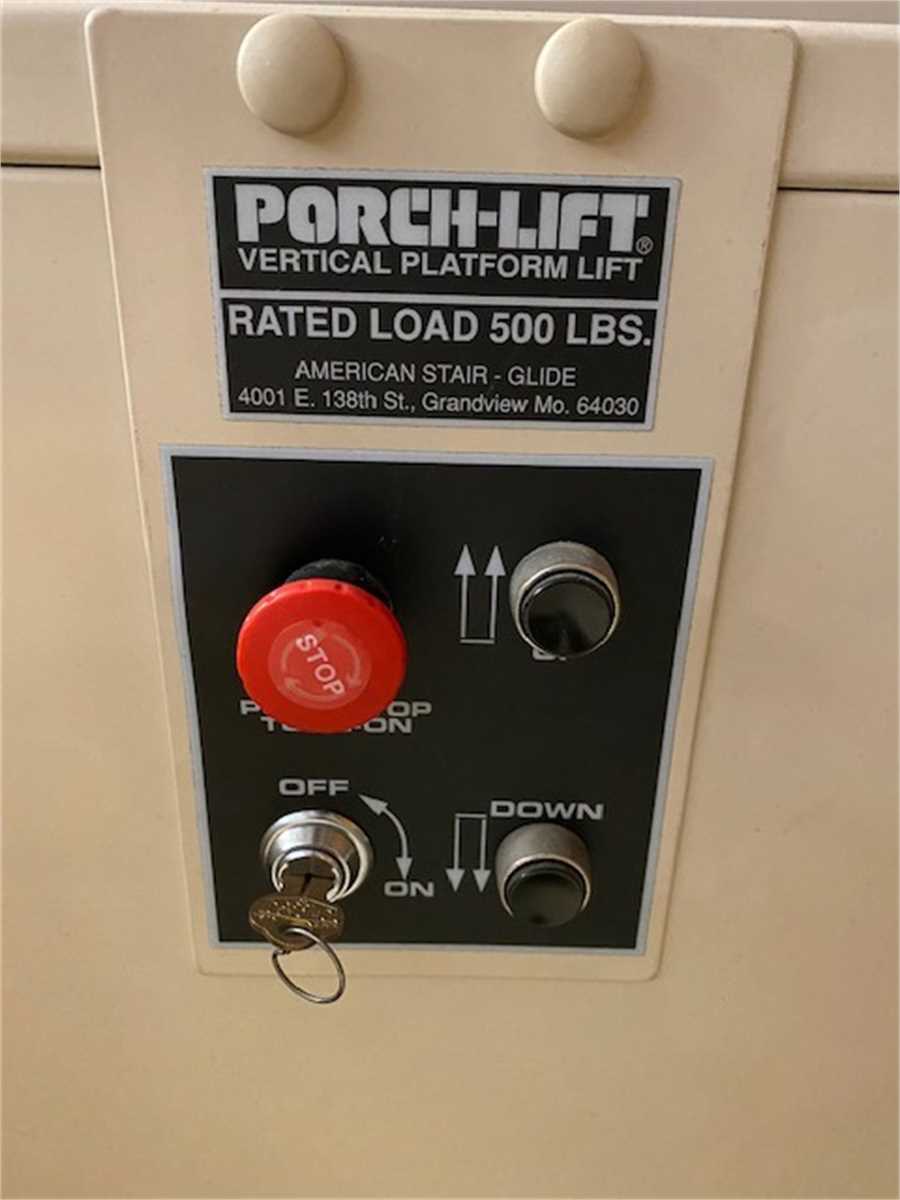 PORCH-LIFT®
VERTICAL PLATFORM LIFT
RATED LOAD 500 LBS.
AMERICAN STAIR - GLIDE
4001 E. 138th St., Grandview Mo. 64030
STOP
OFF
ON
DOWN